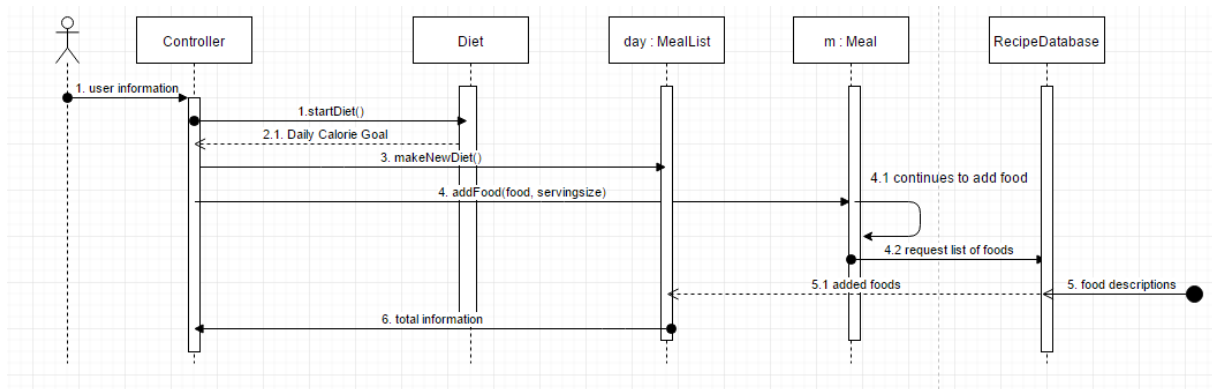 Controller
Diet
day : MealList
m : Meal
RecipeDatabase
1. user information
1.startDiet()
2.1. Daily Calorie Goal
3. makeNewDiet()
4.1 continues to add food
4. addFood(food, servingsize)
4.2 request list of foods
5.1 added foods
5. food descriptions
6. total information